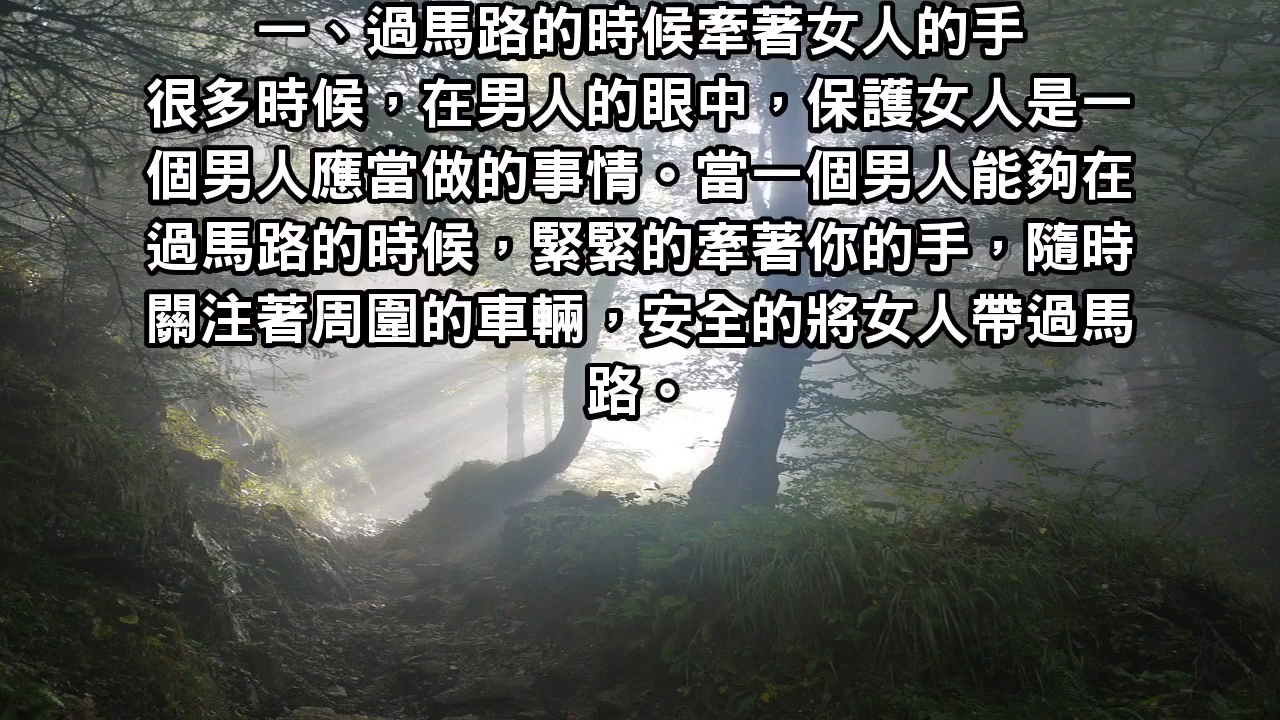 一、過馬路的時候牽著女人的手
很多時候，在男人的眼中，保護女人是一
個男人應當做的事情。當一個男人能夠在
過馬路的時候，緊緊的牽著你的手，隨時
關注著周圍的車輛，安全的將女人帶過馬
路。